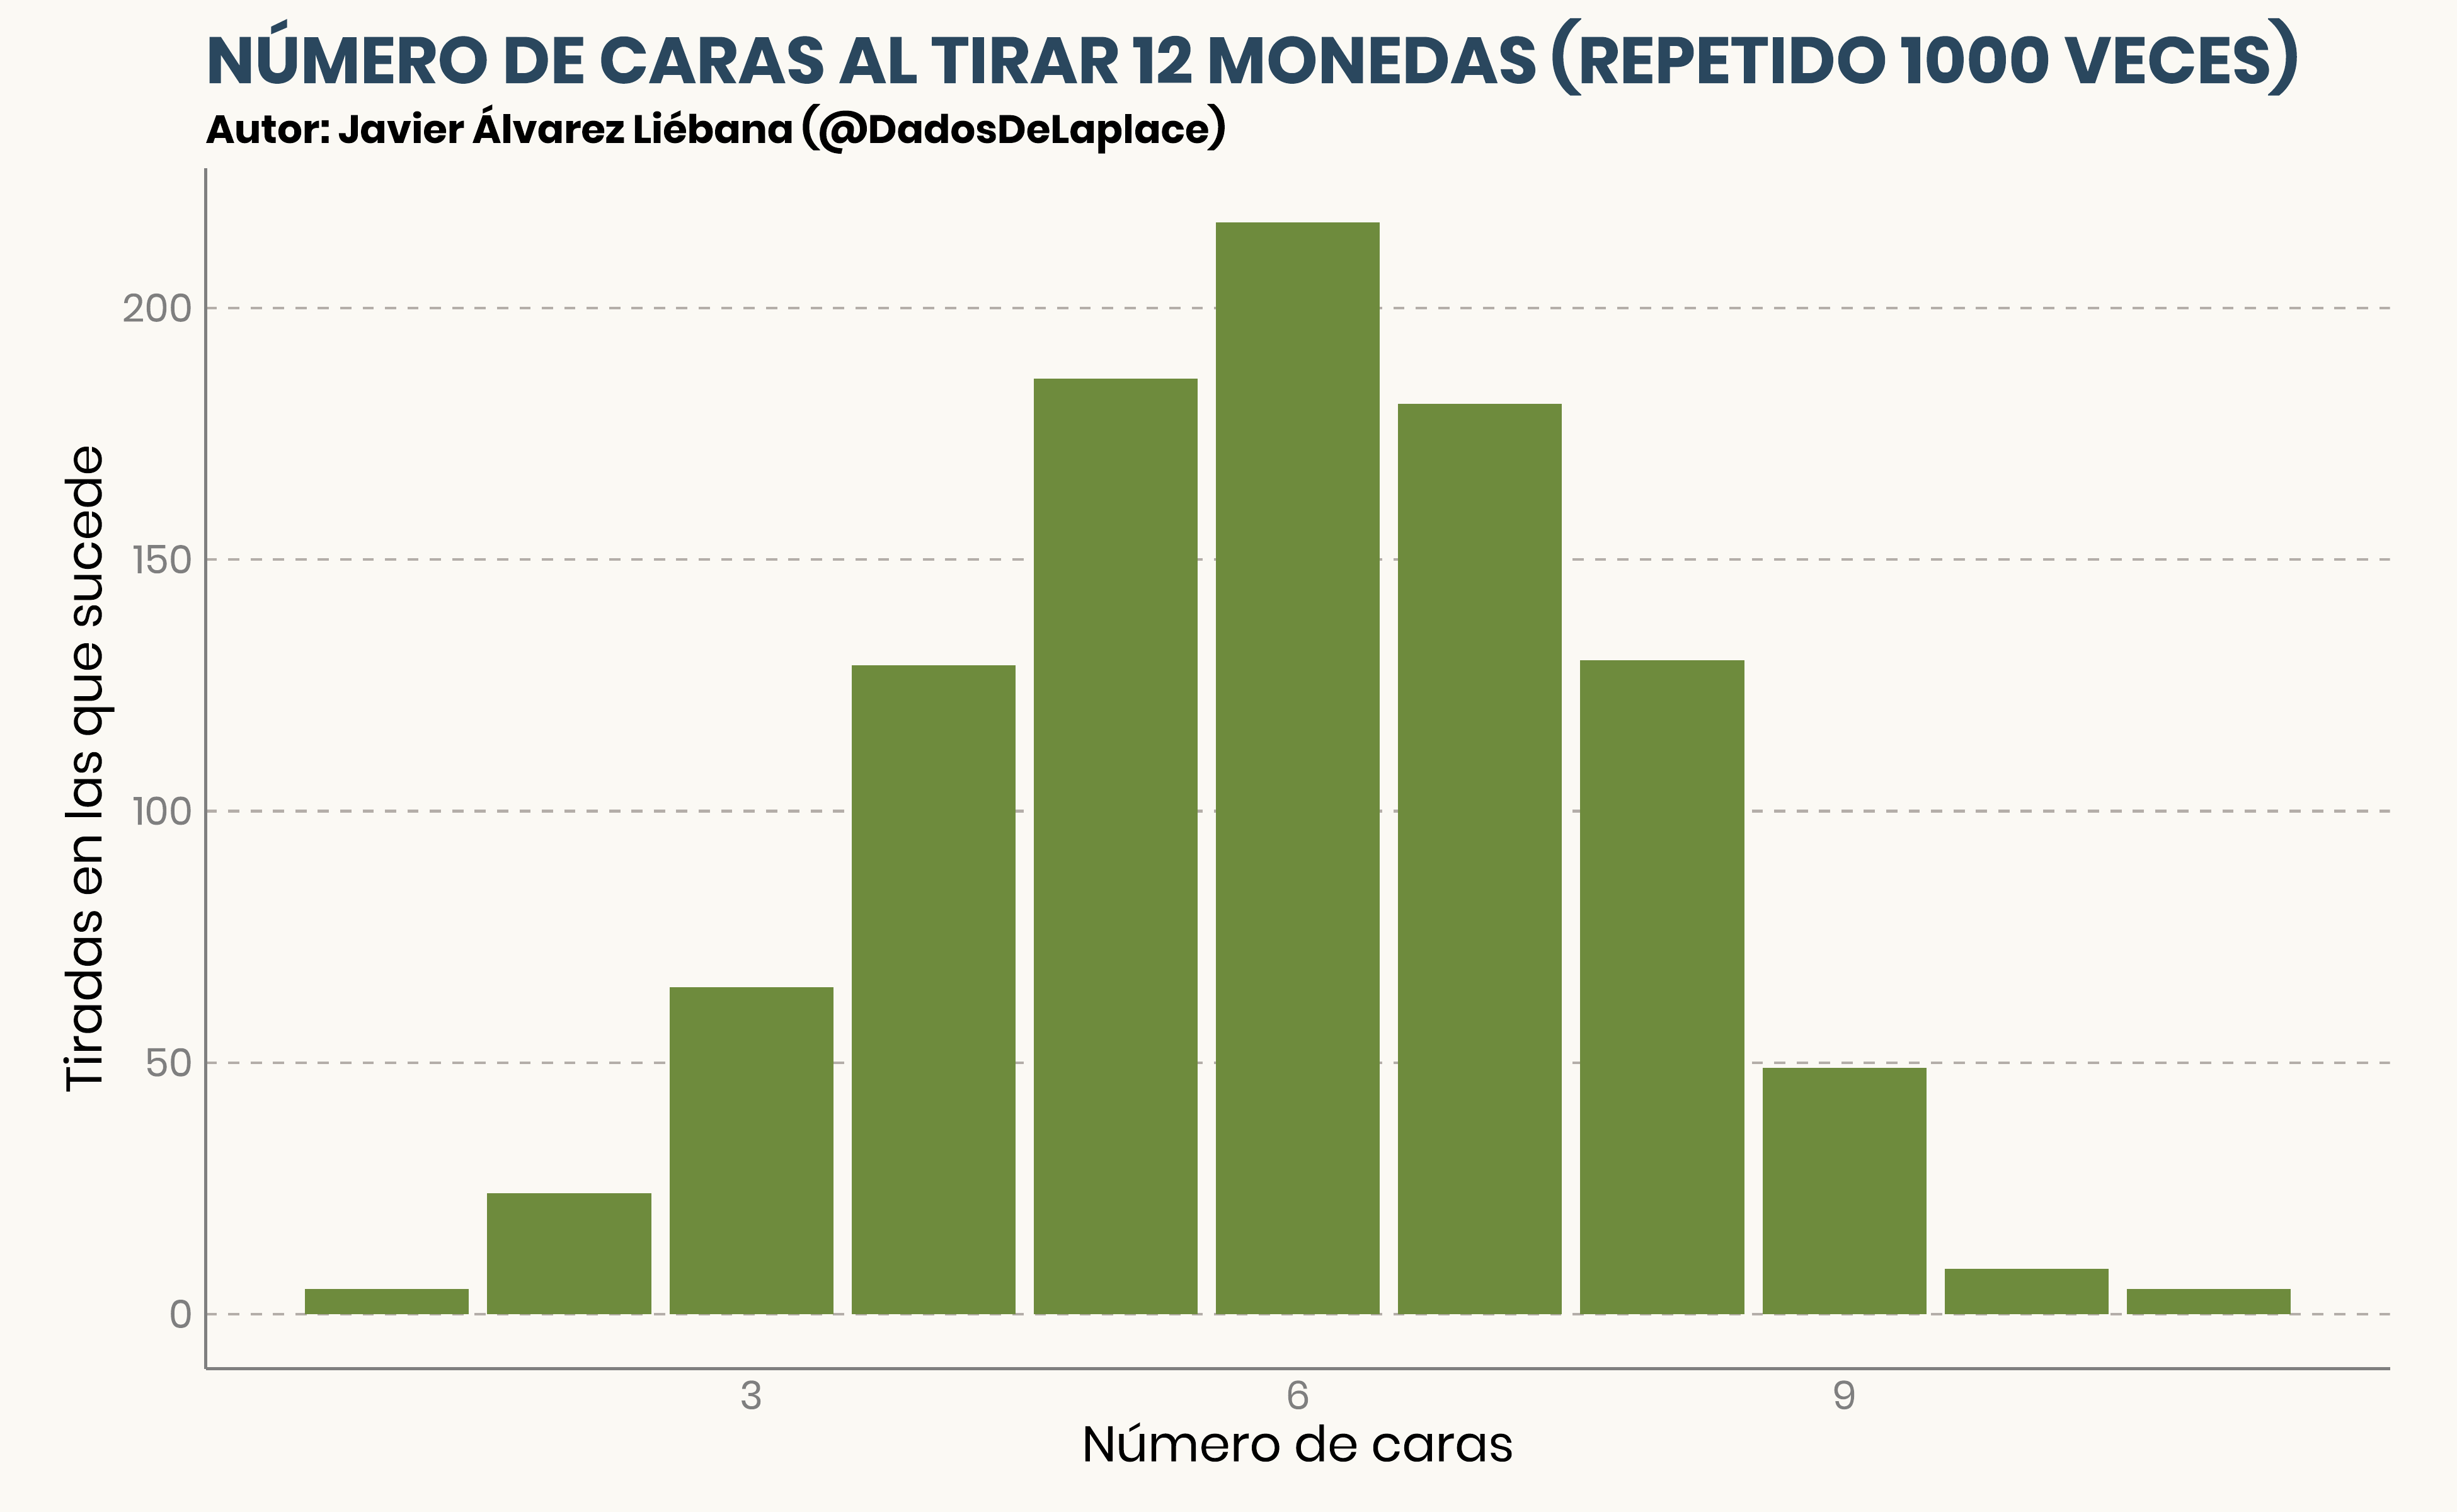 NÚMERO DE CARAS AL TIRAR 12 MONEDAS (REPETIDO 1000 VECES)
Autor: Javier Álvarez Liébana (@DadosDeLaplace)
Tiradas en las que sucede
200
150
100
50
0
3 6 9
Número de caras